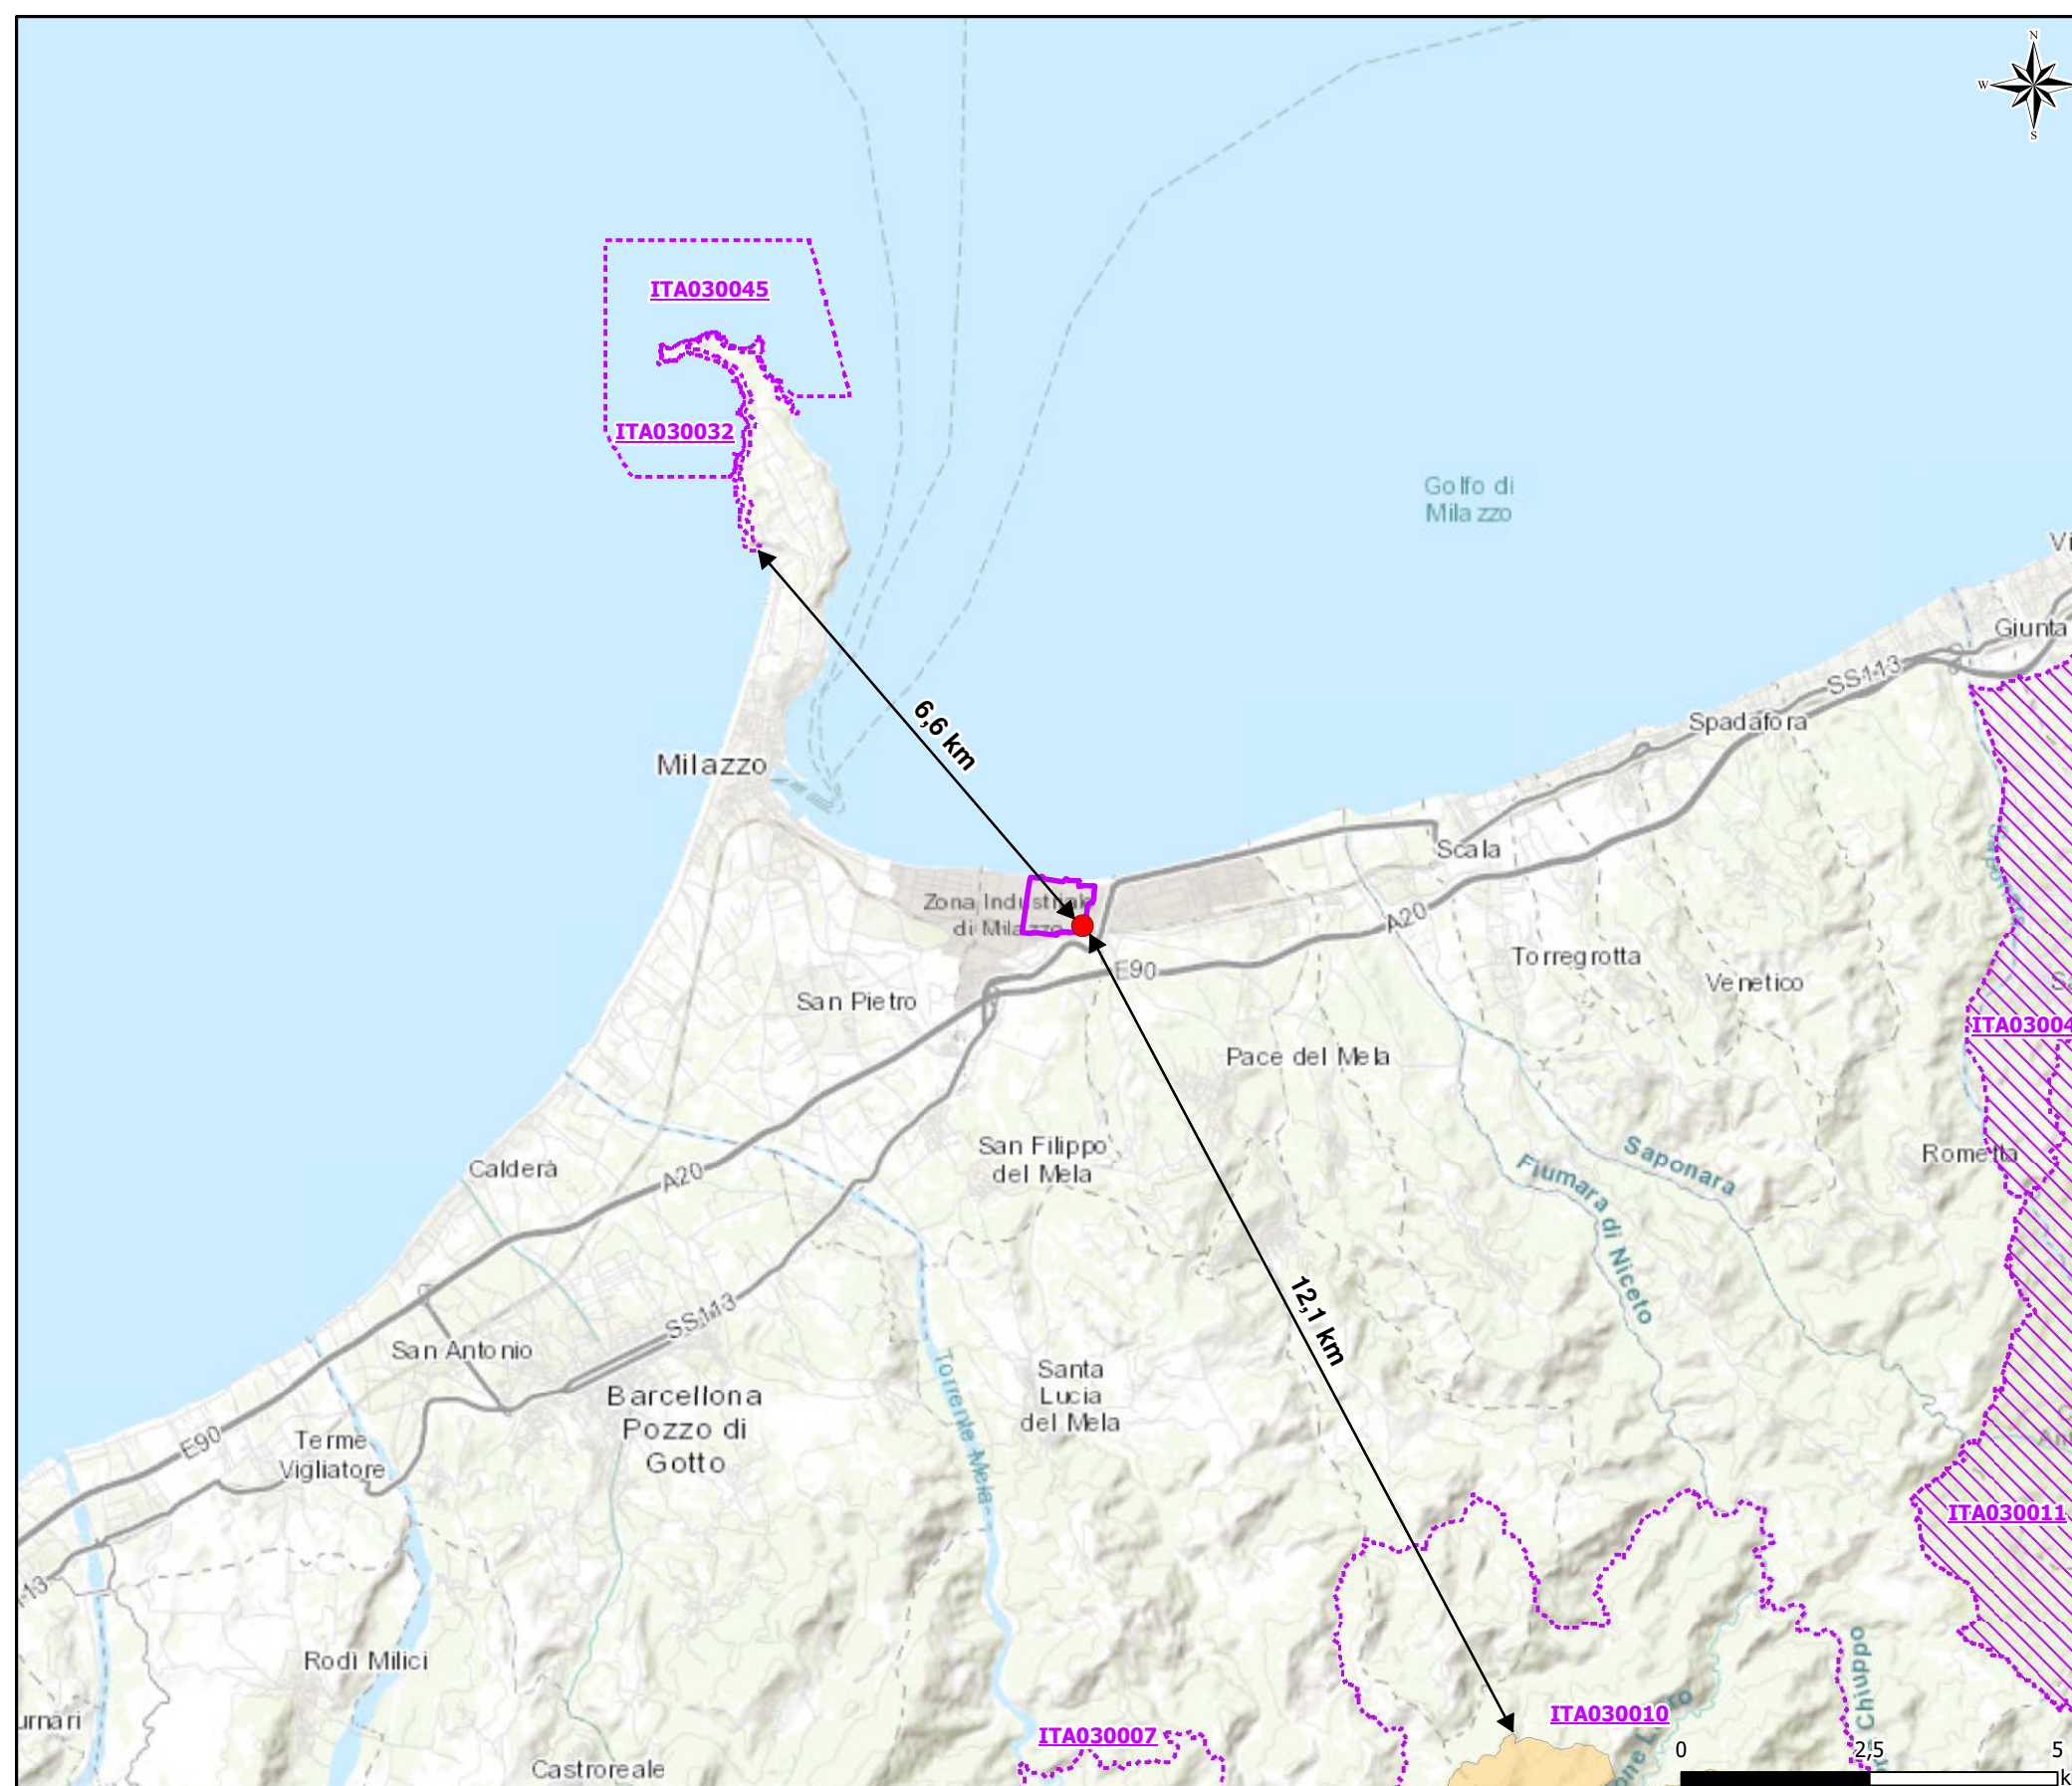 N
W
S
ITA030045
ITA030032
Golfo di
Milazzo
Giunta
SS113
Spadafora
6,6 km
Milazzo
Scala
Zona Industriale
di Milazzo
A20
Torregrotta
E90
Venetico
San Pietro
ITA03004
Pace del Mela
San Filippo
del Mela
Saponara
Rometta
Calderà
A20
Fiumara di Niceto
12,1 km
SS113
San Antonio
Santa
Lucia
del Mela
Barcellona
Pozzo di
Gotto
Torrente Mela
E90
Terme
Vigliatore
ITA030011
Rodì Milici
ITA030010
urnari
ITA030007
Chiuppo
Castroreale
0
2,5
5